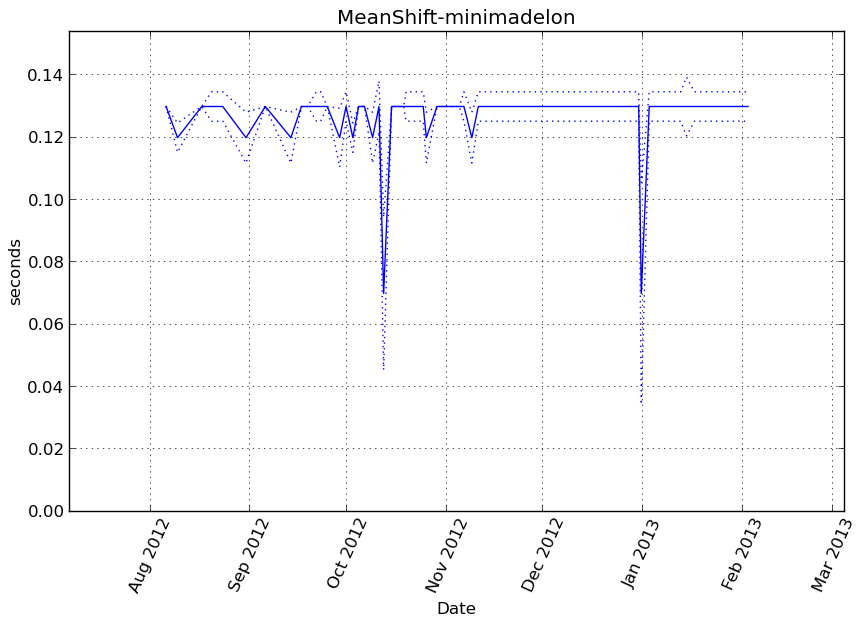 MeanShift-minimadelon
0.14
0.12
0.10
0.08
0.06
0.04
0.02
0.00
seconds
Aug 2012
Sep 2012
Oct 2012
Nov 2012
Dec 2012
Jan 2013
Feb 2013
Mar 2013
Date